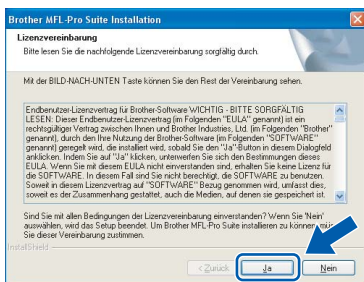 Brother MFL-Pro Suite Installation
Lizenzvereinbarung
Bitte lesen Sie die nachfolgende Lizenzvereinbarung sorgfältig durch.
Mit der BILD-NACH-UNTEN Taste können Sie den Rest der Vereinbarung sehen.
Endbenutzer-Lizenzvertrag für Brother-Software WICHTIG - BITTE SORGFÄLTIG
LESEN: Dieser Endbenutzer-Lizenzvertrag (im Folgenden "EULA" genannt) ist ein
rechtsgültiger Vertrag zwischen Ihnen und Brother Industries, Ltd. (im Folgenden "Brother"
genannt), durch den Ihre Nutzung der Brother-Software (im Folgenden "SOFTWARE"
genannt) geregelt wird, die installiert wird, sobald Sie den "Ja"-Button in diesem Dialogfeld
anklicken. Indem Sie auf "Ja" klicken, unterwerfen Sie sich den Bestimmungen dieses
EULA. Wenn Sie mit diesem EULA nicht einverstanden sind, erhalten Sie keine Lizenz für
die SOFTWARE. In diesem Fall sind Sie nicht berechtigt, die SOFTWARE zu benutzen.
Soweit in diesem Lizenzvertrag auf "SOFTWARE" Bezug genommen wird, umfasst dies,
soweit es der Zusammenhang gestattet, auch die Medien, auf denen sie gespeichert ist.
Sind Sie mit allen Bedingungen der Lizenzvereinbarung einverstanden? Wenn Sie 'Nein'
auswählen, wird das Setup beendet. Um Brother MFL-Pro Suite installieren zu können, müs
Sie dieser Vereinbarung zustimmen.
InstallShield
< Zurück
Ja
Nein